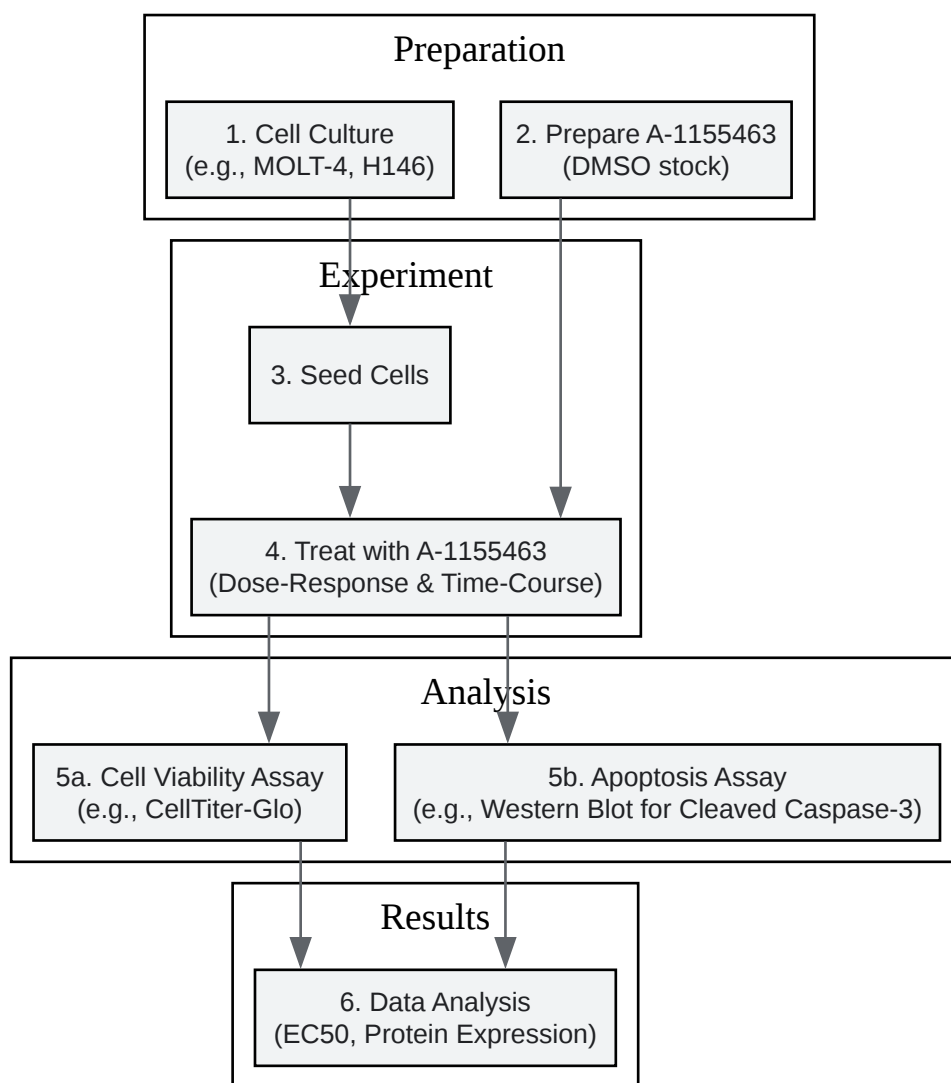 Preparation
1. Cell Culture
(e.g., MOLT-4, H146)
2. Prepare A-1155463
(DMSO stock)
Experiment
3. Seed Cells
4. Treat with A-1155463
(Dose-Response & Time-Course)
Analysis
5a. Cell Viability Assay
(e.g., CellTiter-Glo)
5b. Apoptosis Assay
(e.g., Western Blot for Cleaved Caspase-3)
Results
6. Data Analysis
(EC50, Protein Expression)